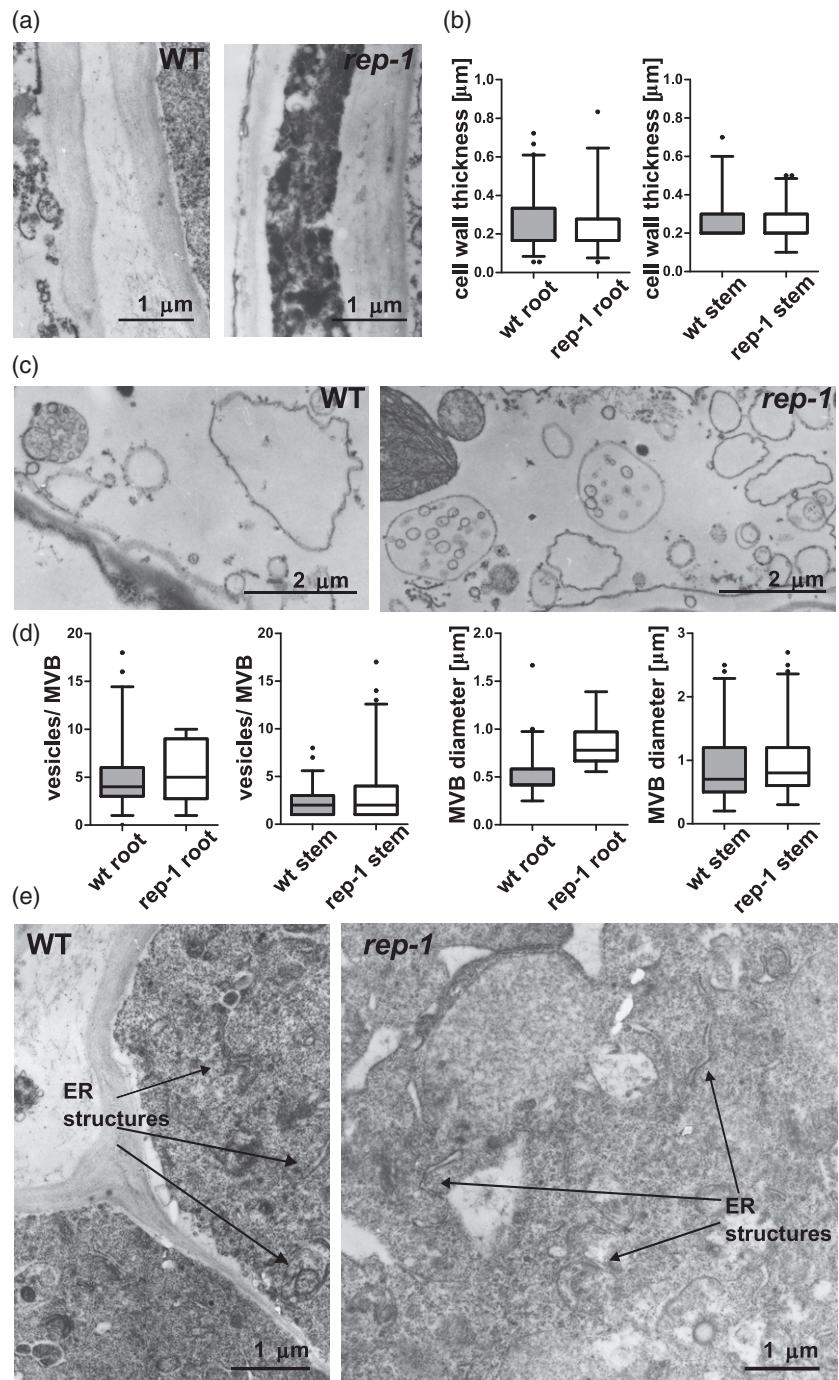 (a)
WT
rep-1
1 μm
1 μm
(b)
cell wall thickness [μm]
1.0
0.8
0.6
0.4
0.2
0.0
wt root
rep-1 root
cell wall thickness [μm]
1.0
0.8
0.6
0.4
0.2
0.0
wt stem
rep-1 stem
(c)
WT
rep-1
2 μm
2 μm
(d)
vesicles/ MVB
20
15
10
5
0
wt root
rep-1 root
vesicles/ MVB
20
15
10
5
0
wt stem
rep-1 stem
MVB diameter [μm]
2.0
1.5
1.0
0.5
0.0
wt root
rep-1 root
MVB diameter [μm]
3
2
1
0
wt stem
rep-1 stem
(e)
WT
rep-1
ER
structures
ER
structures
1 μm
1 μm